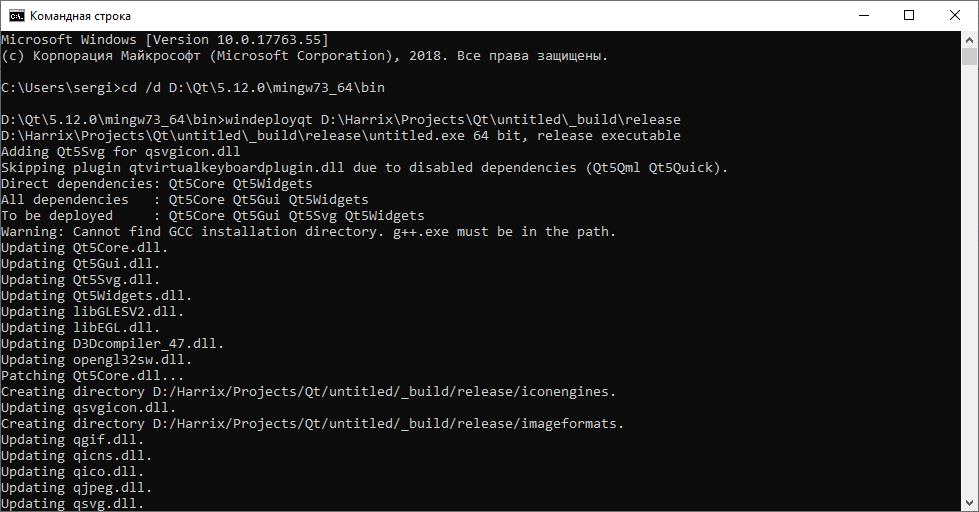 Командная строка
Microsoft Windows [Version 10.0.17763.55]
(c) Корпорация Майкрософт (Microsoft Corporation), 2018. Все права защищены.
C:\Users\sergi>cd /d D:\Qt\5.12.0\mingw73_64\bin
D:\Qt\5.12.0\mingw73_64\bin>windeployqt D:\Harrix\Projects\Qt\untitled\_build\release
D:\Harrix\Projects\Qt\untitled\_build\release\untitled.exe 64 bit, release executable
Adding Qt5Svg for qsvgicon.dll
Skipping plugin qtvirtualkeyboardplugin.dll due to disabled dependencies (Qt5Qml Qt5Quick).
Direct dependencies: Qt5Core Qt5Widgets
All dependencies   : Qt5Core Qt5Gui Qt5Widgets
To be deployed     : Qt5Core Qt5Gui Qt5Svg Qt5Widgets
Warning: Cannot find GCC installation directory. g++.exe must be in the path.
Updating Qt5Core.dll.
Updating Qt5Gui.dll.
Updating Qt5Svg.dll.
Updating Qt5Widgets.dll.
Updating libGLESV2.dll.
Updating libEGL.dll.
Updating D3Dcompiler_47.dll.
Updating opengl32sw.dll.
Patching Qt5Core.dll...
Creating directory D:/Harrix/Projects/Qt/untitled/_build/release/iconengines.
Updating qsvgicon.dll.
Creating directory D:/Harrix/Projects/Qt/untitled/_build/release/imageformats.
Updating qgif.dll.
Updating qicns.dll.
Updating qico.dll.
Updating qjpeg.dll.
Updating qsvg.dll.